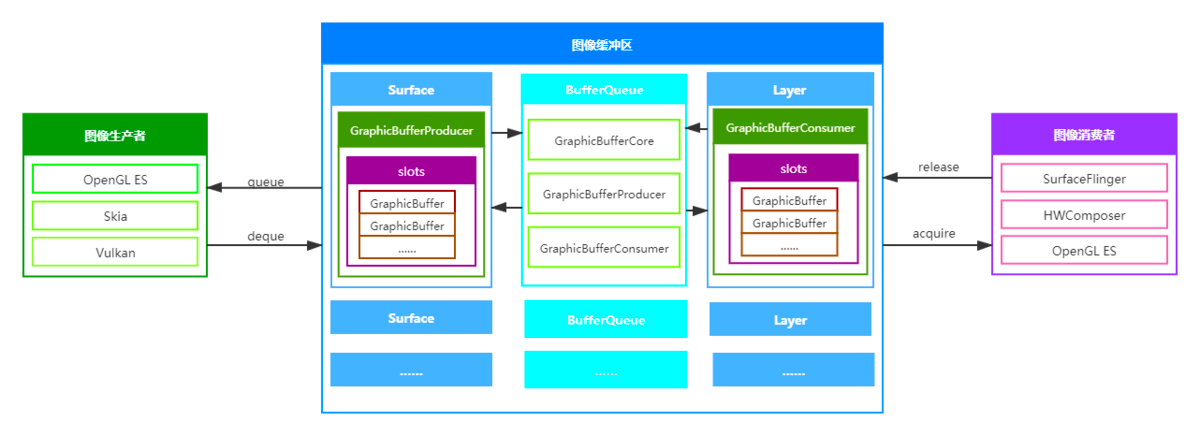 图像缓冲区
图像生产者
OpenGL ES
Skia
Vulkan
queue
deque
Surface
GraphicBufferProducer
slots
GraphicBuffer
GraphicBuffer
......
BufferQueue
GraphicBufferCore
GraphicBufferProducer
GraphicBufferConsumer
Layer
GraphicBufferConsumer
slots
GraphicBuffer
GraphicBuffer
......
Surface
BufferQueue
Layer
......
......
......
release
acquire
图像消费者
SurfaceFlinger
HWComposer
OpenGL ES